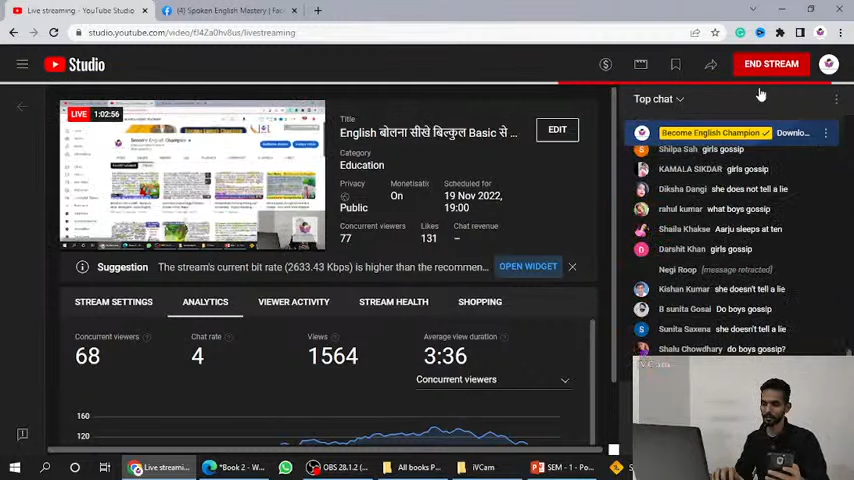 Live streaming - YouTube Studio
(4) Spoken English Mastery | Fac
studio.youtube.com/video/fJ4Za0hv8us/livestreaming
Studio
END STREAM
LIVE 1:02:56
Title
English बोलना सीखे बिल्कुल Basic से ...
EDIT
Category
Education
Privacy
Monetisatic
Scheduled for
Public
On
19 Nov 2022,
19:00
Concurrent viewers
Likes
Chat revenue
77
131
–
Suggestion The stream's current bit rate (2633.43 Kbps) is higher than the recommen...
OPEN WIDGET
STREAM SETTINGS
ANALYTICS
VIEWER ACTIVITY
STREAM HEALTH
SHOPPING
Concurrent viewers
Chat rate
Views
Average view duration
68
4
1564
3:36
Concurrent viewers
160
120
Top chat
Become English Champion Downlo...
Shilpa Sah girls gossip
KAMALA SIKDAR girls gossip
Diksha Dangi she does not tell a lie
rahul kumar what boys gossip
Shaila Khakse Aarju sleeps at ten
Darshit Khan girls gossip
Negi Roop [message retracted]
Kishan Kumar she doesn't tell a lie
B sunita Gosai Do boys gossip
Sunita Saxena she doesn't tell a lie
Shalu Chowdhary do boys gossip?
iVCam
Live streami...
*Book 2 - W...
OBS 28.1.2 (...
All books P...
iVCam
SEM - 1 - Po...